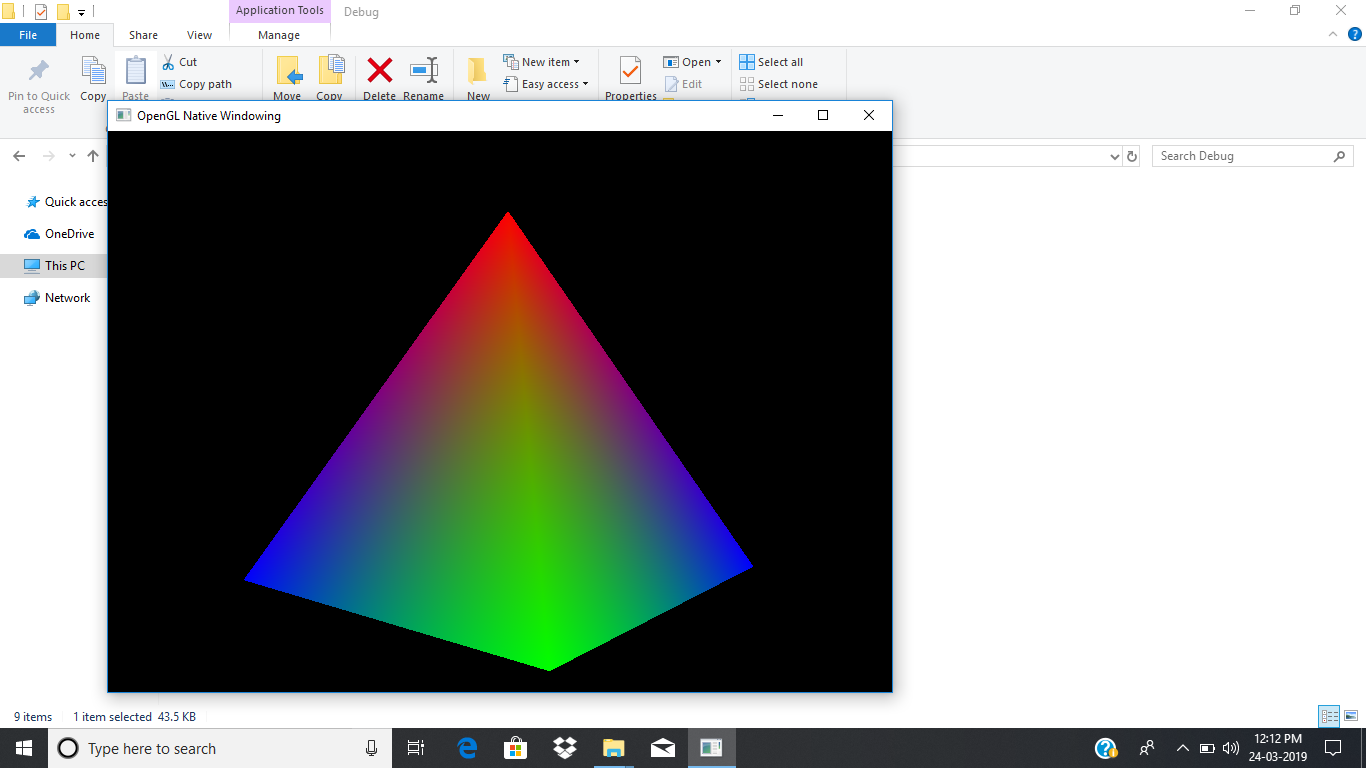 Application Tools Debug
File Home Share View Manage
Pin to Quick access
Copy
Paste
Cut
Copy path
Move
Copy
Delete
Rename
New
New item
Easy access
Properties
Open
Edit
Select all
Select none
OpenGL Native Windowing
Search Debug
Quick acces
OneDrive
This PC
Network
9 items 1 item selected 43.5 KB
Type here to search
12:12 PM
24-03-2019